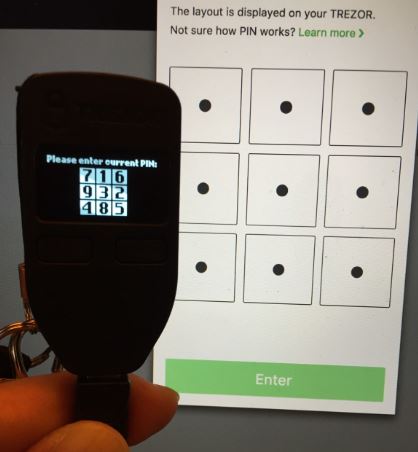 The layout is displayed on your TREZOR.
Not sure how PIN works? Learn more >
TREZOR
Please enter current PIN:
7 1 6
9 3 2
4 8 5
Enter